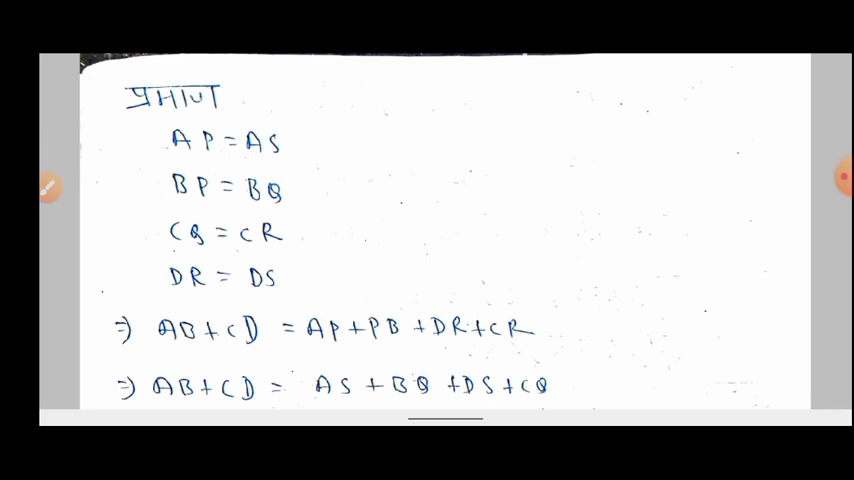 प्रमाण
AP = AS
BP = BQ
CQ = CR
DR = DS
⇒ AB + CD = AP + PB + DR + CR
⇒ AB + CD = AS + BQ + DS + CQ